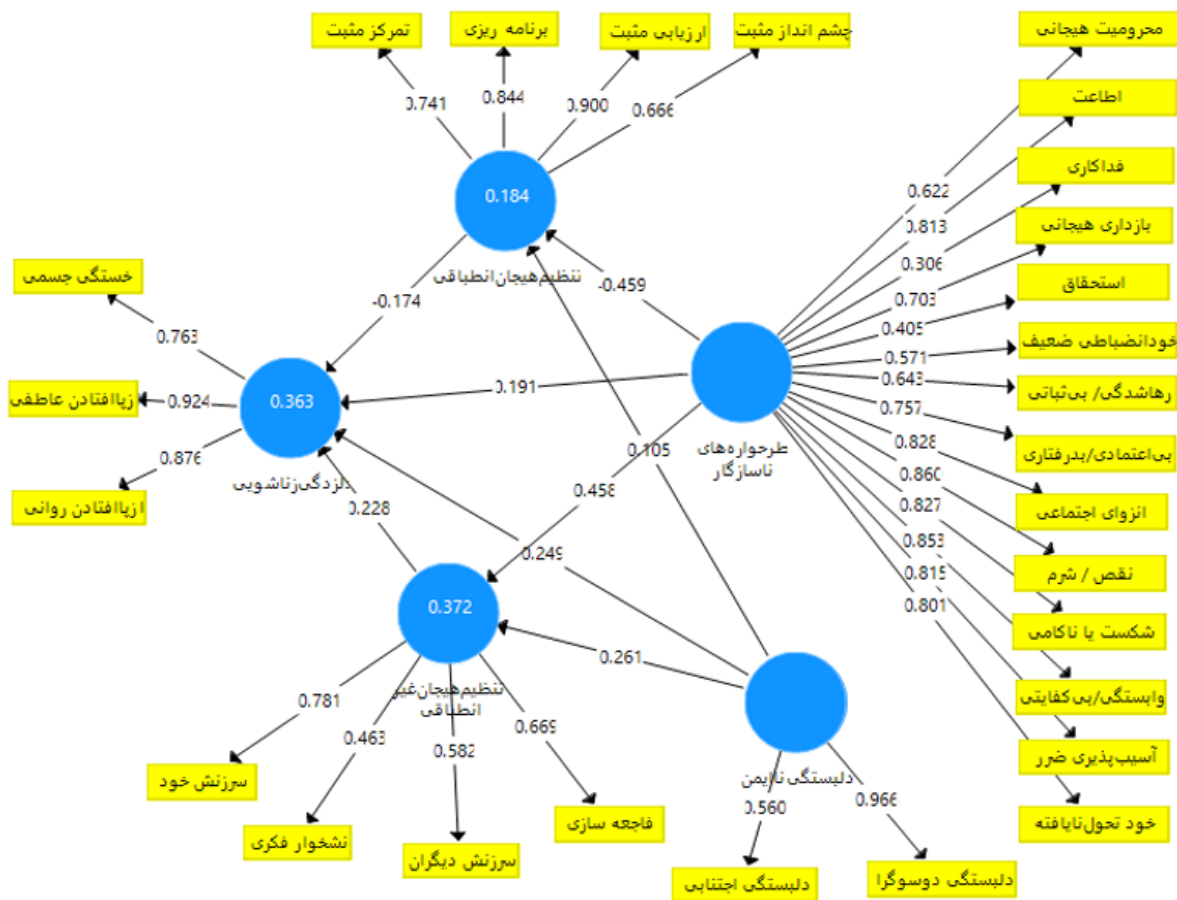 تمرکز مثبت
برنامه ریزی
ارزیابی مثبت
چشم انداز مثبت
0.741
0.844
0.900
0.666
0.184
تنظیم‌هیجان‌انطباقی
محرومیت هیجانی
اطاعت
فداکاری
بازداری هیجانی
استحقاق
خودانضباطی ضعیف
رهاشدگی/ بی‌ثباتی
بی‌اعتمادی/بدرفتاری
انزوای اجتماعی
نقص / شرم
شکست یا ناکامی
وابستگی/بی‌کفایتی
آسیب‌پذیری ضرر
خود تحول‌نایافته
0.622
0.813
0.306
0.703
0.405
0.571
0.643
0.757
0.828
0.860
0.827
0.853
0.815
0.801
طرحواره‌های
ناسازگار
-0.174
-0.459
0.191
0.105
0.458
0.228
0.249
0.261
خستگی جسمی
ازپاافتادن عاطفی
ازپاافتادن روانی
0.763
0.924
0.876
0.363
دلزدگی‌زناشویی
0.372
تنظیم‌هیجان‌غیر
انطباقی
0.781
0.463
0.582
0.669
سرزنش خود
نشخوار فکری
سرزنش دیگران
فاجعه سازی
دلبستگی ناایمن
0.560
0.966
دلبستگی اجتنابی
دلبستگی دوسوگرا